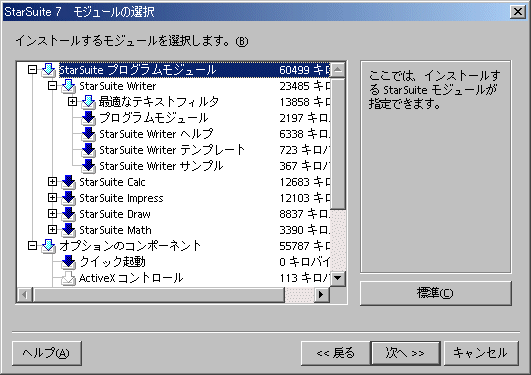 StarSuite 7 モジュールの選択
インストールするモジュールを選択します。(B)
StarSuite プログラムモジュール 60499 キロ
StarSuite Writer 23485 キロ
最適なテキストフィルタ 13858 キロ
プログラムモジュール 2197 キロ
StarSuite Writer ヘルプ 6338 キロ
StarSuite Writer テンプレート 723 キロバ
StarSuite Writer サンプル 367 キロバ
StarSuite Calc 12683 キロ
StarSuite Impress 12103 キロ
StarSuite Draw 8837 キロ
StarSuite Math 3390 キロ
オプションのコンポーネント 55787 キロ
クイック起動 0 キロバイ
ActiveX コントロール 113 キロバ
ここでは、インストールす
る StarSuite モジュールが
指定できます。
標準(C)
ヘルプ(A)
<< 戻る
次へ >>
キャンセル